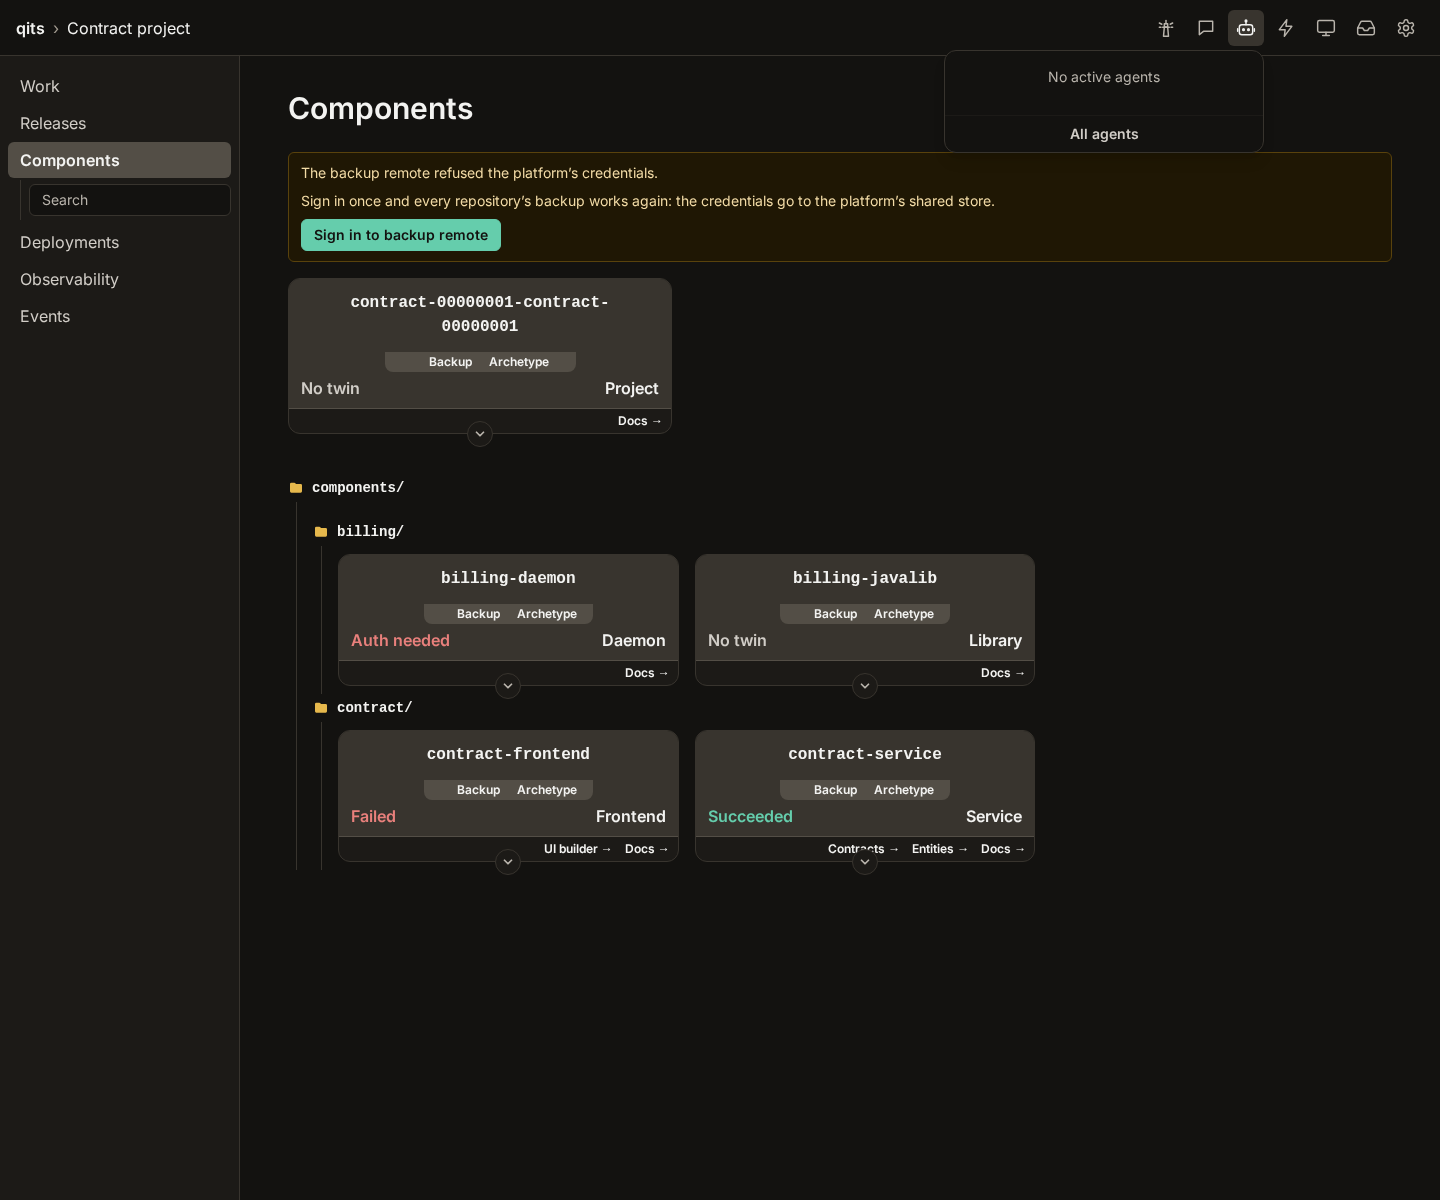 qits › Contract project
No active agents
All agents
Work
Releases
Components
Search
Deployments
Observability
Events
Components
The backup remote refused the platform’s credentials.
Sign in once and every repository’s backup works again: the credentials go to the platform’s shared store.
Sign in to backup remote
contract-00000001-contract-
00000001
Backup Archetype
No twin Project
Docs →
components/
billing/
billing-daemon
Backup Archetype
Auth needed Daemon
Docs →
billing-javalib
Backup Archetype
No twin Library
Docs →
contract/
contract-frontend
Backup Archetype
Failed Frontend
UI builder → Docs →
contract-service
Backup Archetype
Succeeded Service
Contracts → Entities → Docs →